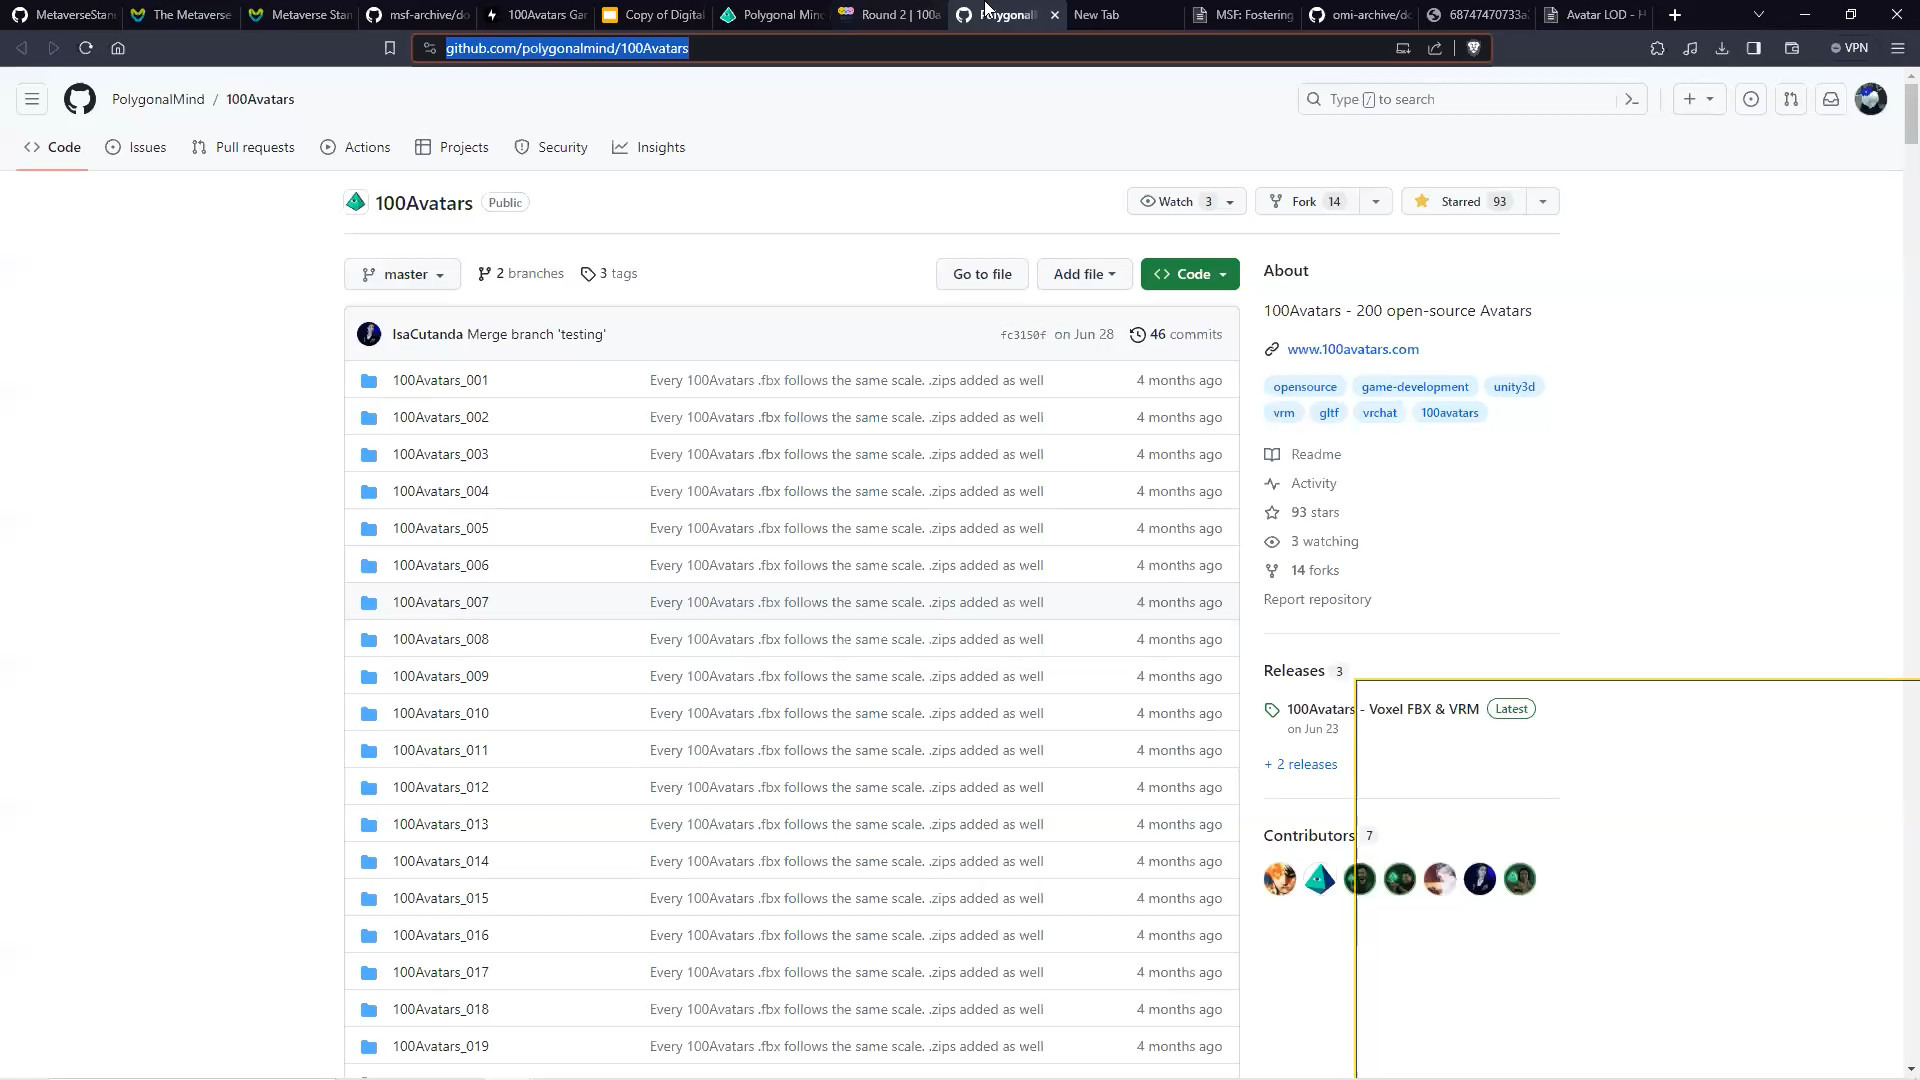 MetaverseStan
The Metaverse
Metaverse Stan
msf-archive/do
100Avatars Gar
Copy of Digital
Polygonal Min
Round 2 | 100a
New Tab
MSF: Fostering
omi-archive/do
68747470733a
Avatar LOD - H
github.com/polygonalmind/100Avatars
VPN
PolygonalMind / 100Avatars
Type / to search
Code Issues Pull requests Actions Projects Security Insights
100Avatars Public
Watch 3 Fork 14 Starred 93
master 2 branches 3 tags Go to file Add file Code
IsaCutanda Merge branch 'testing' fc3150f on Jun 28 46 commits
100Avatars_001 Every 100Avatars .fbx follows the same scale. .zips added as well 4 months ago
100Avatars_002 Every 100Avatars .fbx follows the same scale. .zips added as well 4 months ago
100Avatars_003 Every 100Avatars .fbx follows the same scale. .zips added as well 4 months ago
100Avatars_004 Every 100Avatars .fbx follows the same scale. .zips added as well 4 months ago
100Avatars_005 Every 100Avatars .fbx follows the same scale. .zips added as well 4 months ago
100Avatars_006 Every 100Avatars .fbx follows the same scale. .zips added as well 4 months ago
100Avatars_007 Every 100Avatars .fbx follows the same scale. .zips added as well 4 months ago
100Avatars_008 Every 100Avatars .fbx follows the same scale. .zips added as well 4 months ago
100Avatars_009 Every 100Avatars .fbx follows the same scale. .zips added as well 4 months ago
100Avatars_010 Every 100Avatars .fbx follows the same scale. .zips added as well 4 months ago
100Avatars_011 Every 100Avatars .fbx follows the same scale. .zips added as well 4 months ago
100Avatars_012 Every 100Avatars .fbx follows the same scale. .zips added as well 4 months ago
100Avatars_013 Every 100Avatars .fbx follows the same scale. .zips added as well 4 months ago
100Avatars_014 Every 100Avatars .fbx follows the same scale. .zips added as well 4 months ago
100Avatars_015 Every 100Avatars .fbx follows the same scale. .zips added as well 4 months ago
100Avatars_016 Every 100Avatars .fbx follows the same scale. .zips added as well 4 months ago
100Avatars_017 Every 100Avatars .fbx follows the same scale. .zips added as well 4 months ago
100Avatars_018 Every 100Avatars .fbx follows the same scale. .zips added as well 4 months ago
100Avatars_019 Every 100Avatars .fbx follows the same scale. .zips added as well 4 months ago
About
100Avatars - 200 open-source Avatars
www.100avatars.com
opensource game-development unity3d
vrm gltf vrchat 100avatars
Readme
Activity
93 stars
3 watching
14 forks
Report repository
Releases 3
100Avatars - Voxel FBX & VRM Latest
on Jun 23
+ 2 releases
Contributors 7